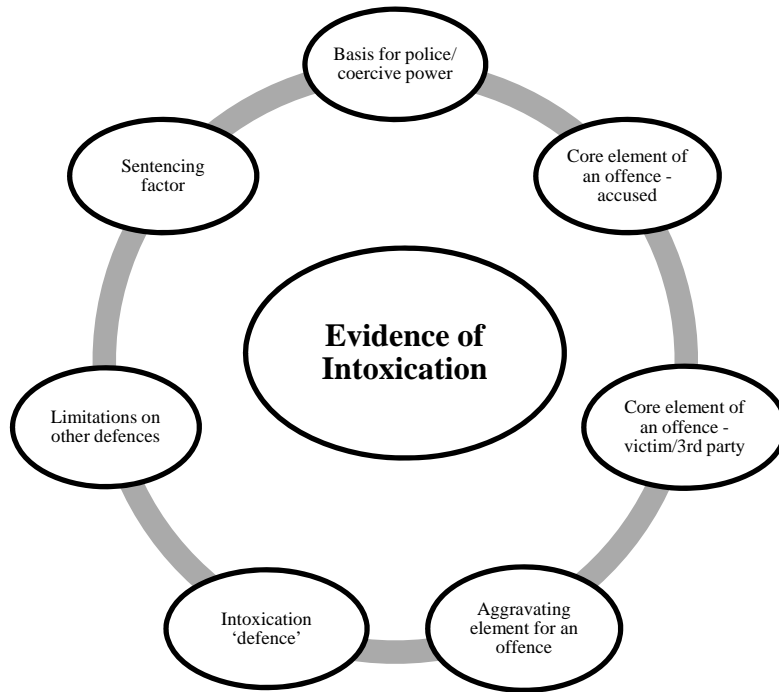 Basis for police/
coercive power
Core element of
an offence -
accused
Core element of
an offence -
victim/3rd party
Aggravating
element for an
offence
Intoxication
‘defence’
Limitations on
other defences
Sentencing
factor
Evidence of
Intoxication